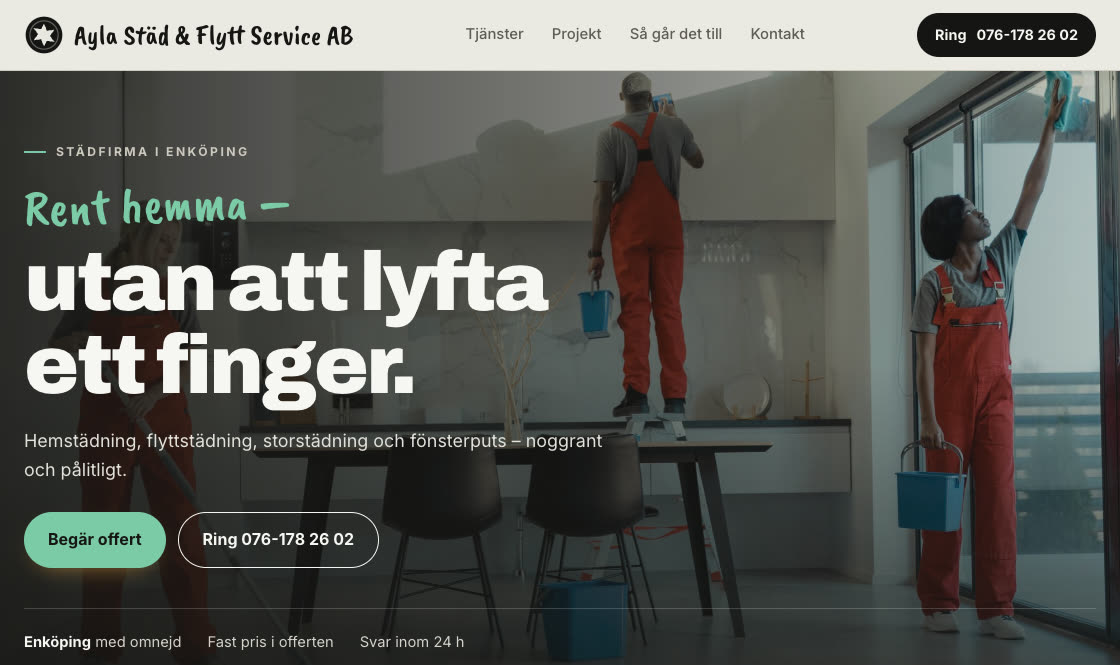 Ayla Städ & Flytt Service AB
Tjänster
Projekt
Så går det till
Kontakt
Ring 076-178 26 02
STÄDFIRMA I ENKÖPING
Rent hemma –
utan att lyfta
ett finger.
Hemstädning, flyttstädning, storstädning och fönsterputs – noggrant
och pålitligt.
Begär offert
Ring 076-178 26 02
Enköping med omnejd
Fast pris i offerten
Svar inom 24 h